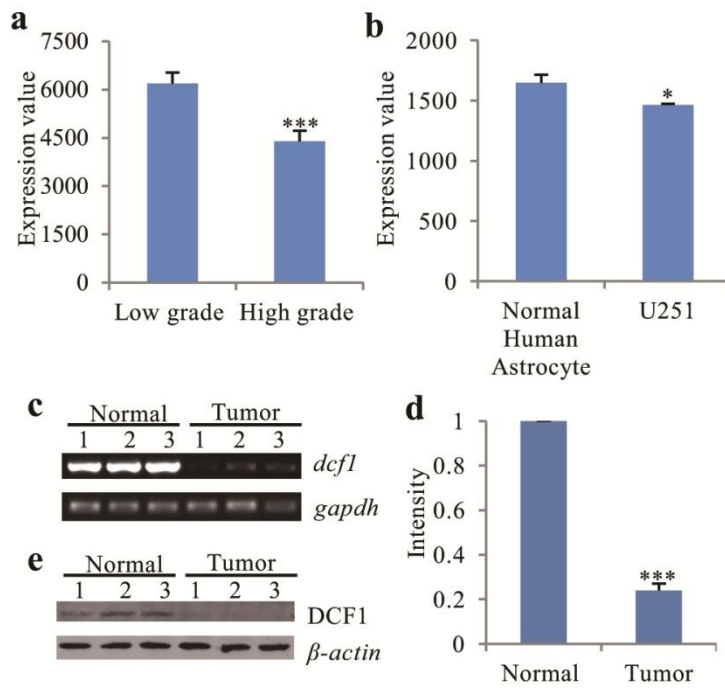 a
Expression value
7500
6000
4500
3000
1500
0
***
Low grade High grade
b
Expression value
2000
1500
1000
500
0
*
Normal Human Astrocyte
U251
c
Normal Tumor
1 2 3 1 2 3
dcf1
gapdh
d
Intensity
1
0.8
0.6
0.4
0.2
0
***
Normal Tumor
e
Normal Tumor
1 2 3 1 2 3
DCF1
β-actin